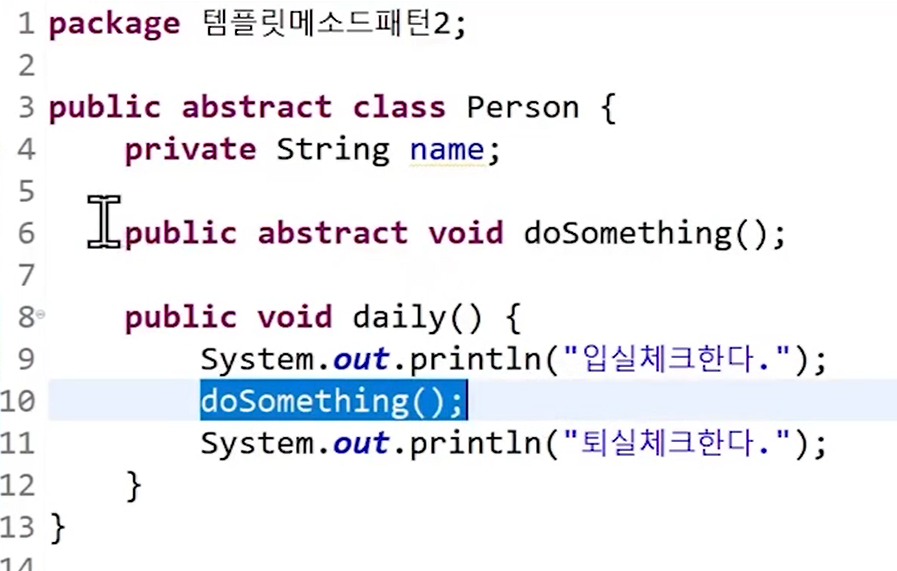 1 package 템플릿메소드패턴2;
2
3 public abstract class Person {
4 private String name;
5
6 public abstract void doSomething();
7
8 public void daily() {
9 System.out.println("입실체크한다.");
10 doSomething();
11 System.out.println("퇴실체크한다.");
12 }
13 }
14